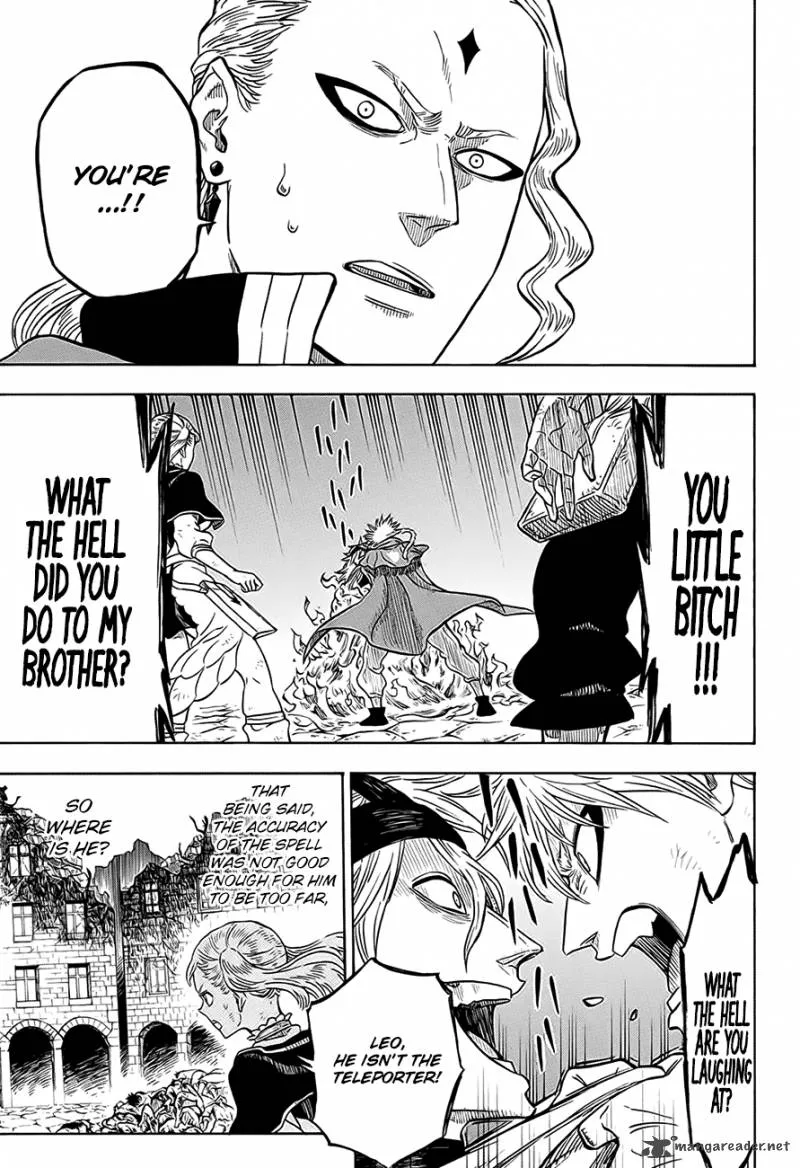 YOU'RE
...!!
YOU
LITTLE
BITCH
!!!
WHAT
THE HELL
DID YOU
DO TO MY
BROTHER?
WHAT
THE HELL
ARE YOU
LAUGHING
AT?
LEO,
HE ISN'T THE
TELEPORTER!
THAT
BEING SAID,
THE ACCURACY
OF THE SPELL
WAS NOT GOOD
ENOUGH FOR HIM
TO BE TOO FAR,
SO
WHERE
IS HE?
mangareader.net